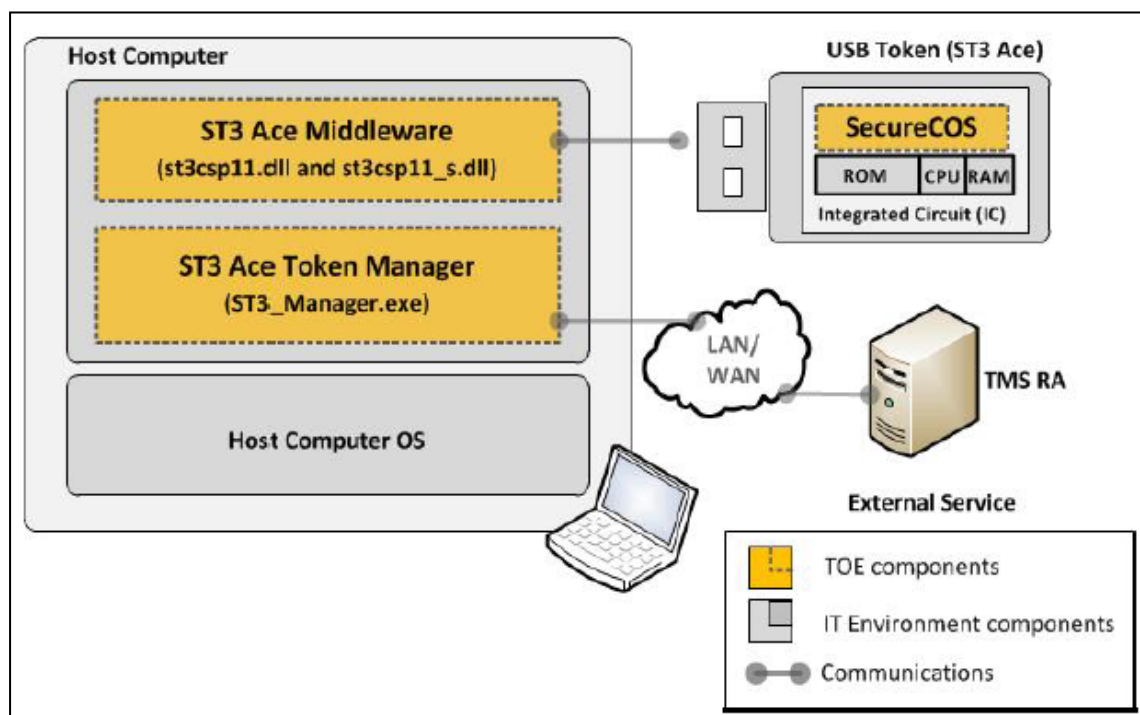 Host Computer
ST3 Ace Middleware
(st3csp11.dll and st3csp11_s.dll)
ST3 Ace Token Manager
(ST3_Manager.exe)
Host Computer OS
USB Token (ST3 Ace)
SecureCOS
ROM CPU RAM
Integrated Circuit (IC)
LAN/
WAN
TMS RA
External Service
TOE components
IT Environment components
Communications